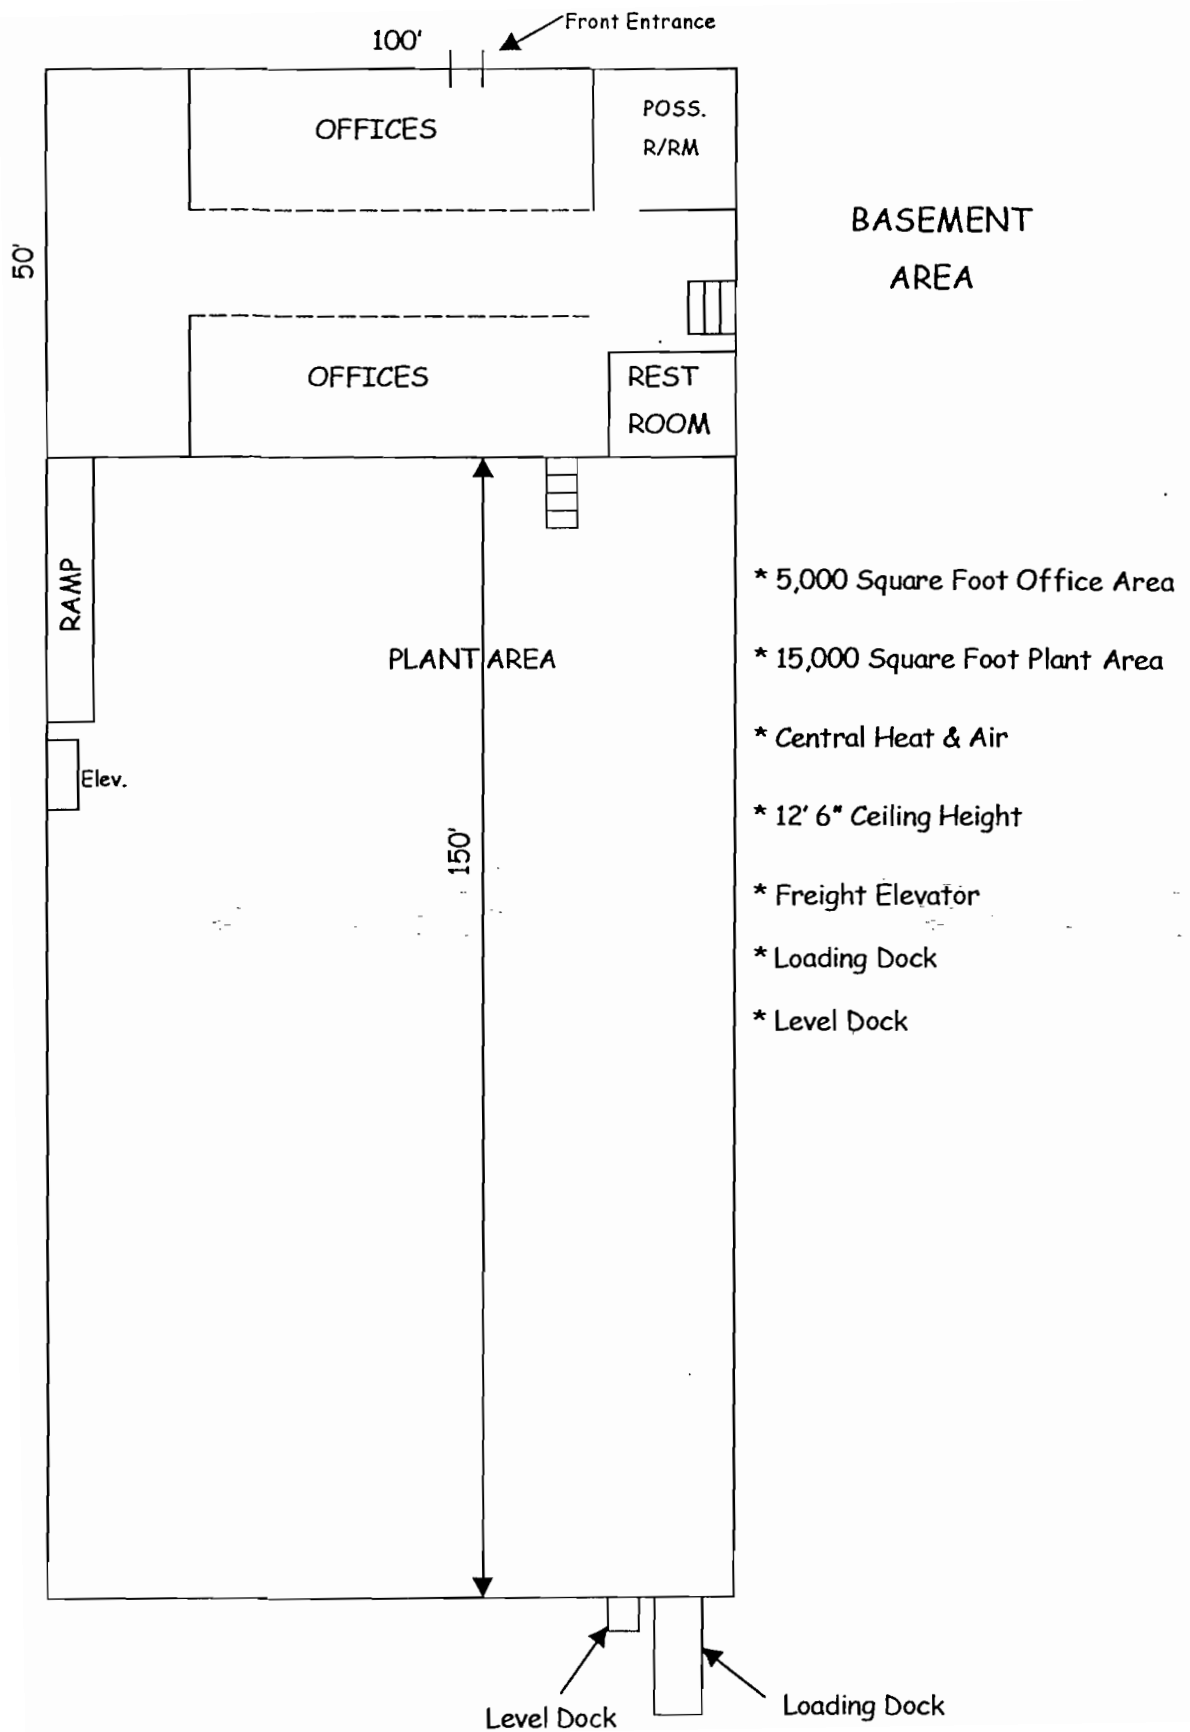 Front Entrance
100'
OFFICES
POSS.
R/RM
BASEMENT
AREA
50'
OFFICES
REST
ROOM
RAMP
* 5,000 Square Foot Office Area
PLANT AREA
* 15,000 Square Foot Plant Area
* Central Heat & Air
Elev.
* 12' 6" Ceiling Height
150'
* Freight Elevator
* Loading Dock
* Level Dock
Level Dock
Loading Dock